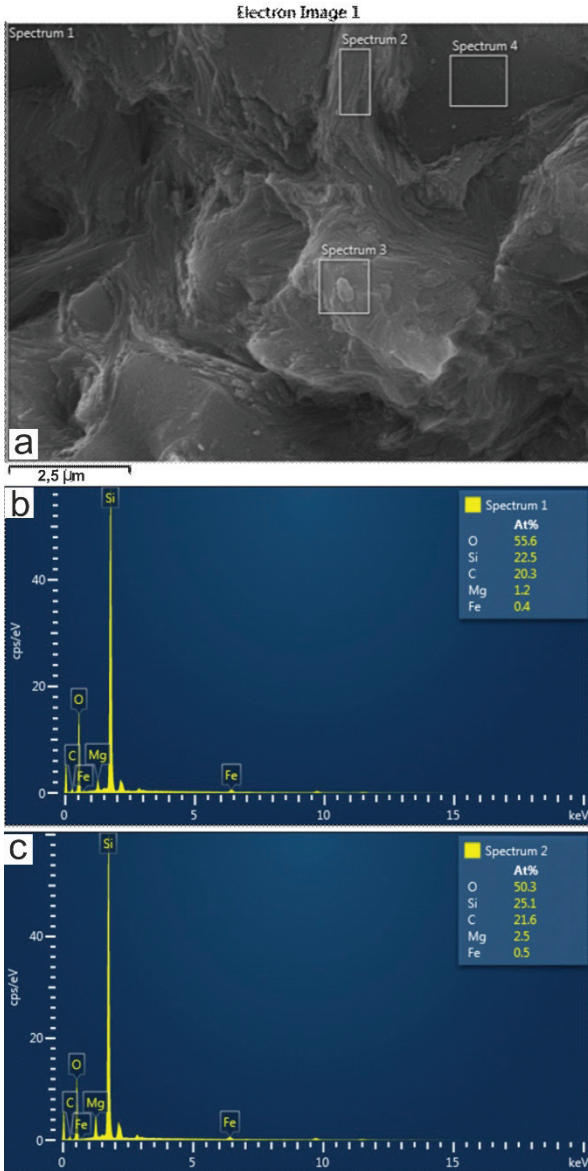 Electron Image 1
Spectrum 1
Spectrum 2
Spectrum 4
Spectrum 3
a
2,5 µm
b
Si
Spectrum 1
At%
O 55.6
Si 22.5
C 20.3
Mg 1.2
Fe 0.4
40
cps/eV
20
O
C
Mg
Fe
Fe
0
0 5 10 15 keV
c
Si
Spectrum 2
At%
O 50.3
Si 25.1
C 21.6
Mg 2.5
Fe 0.5
40
cps/eV
20
O
C
Mg
Fe
Fe
0
0 5 10 15 keV